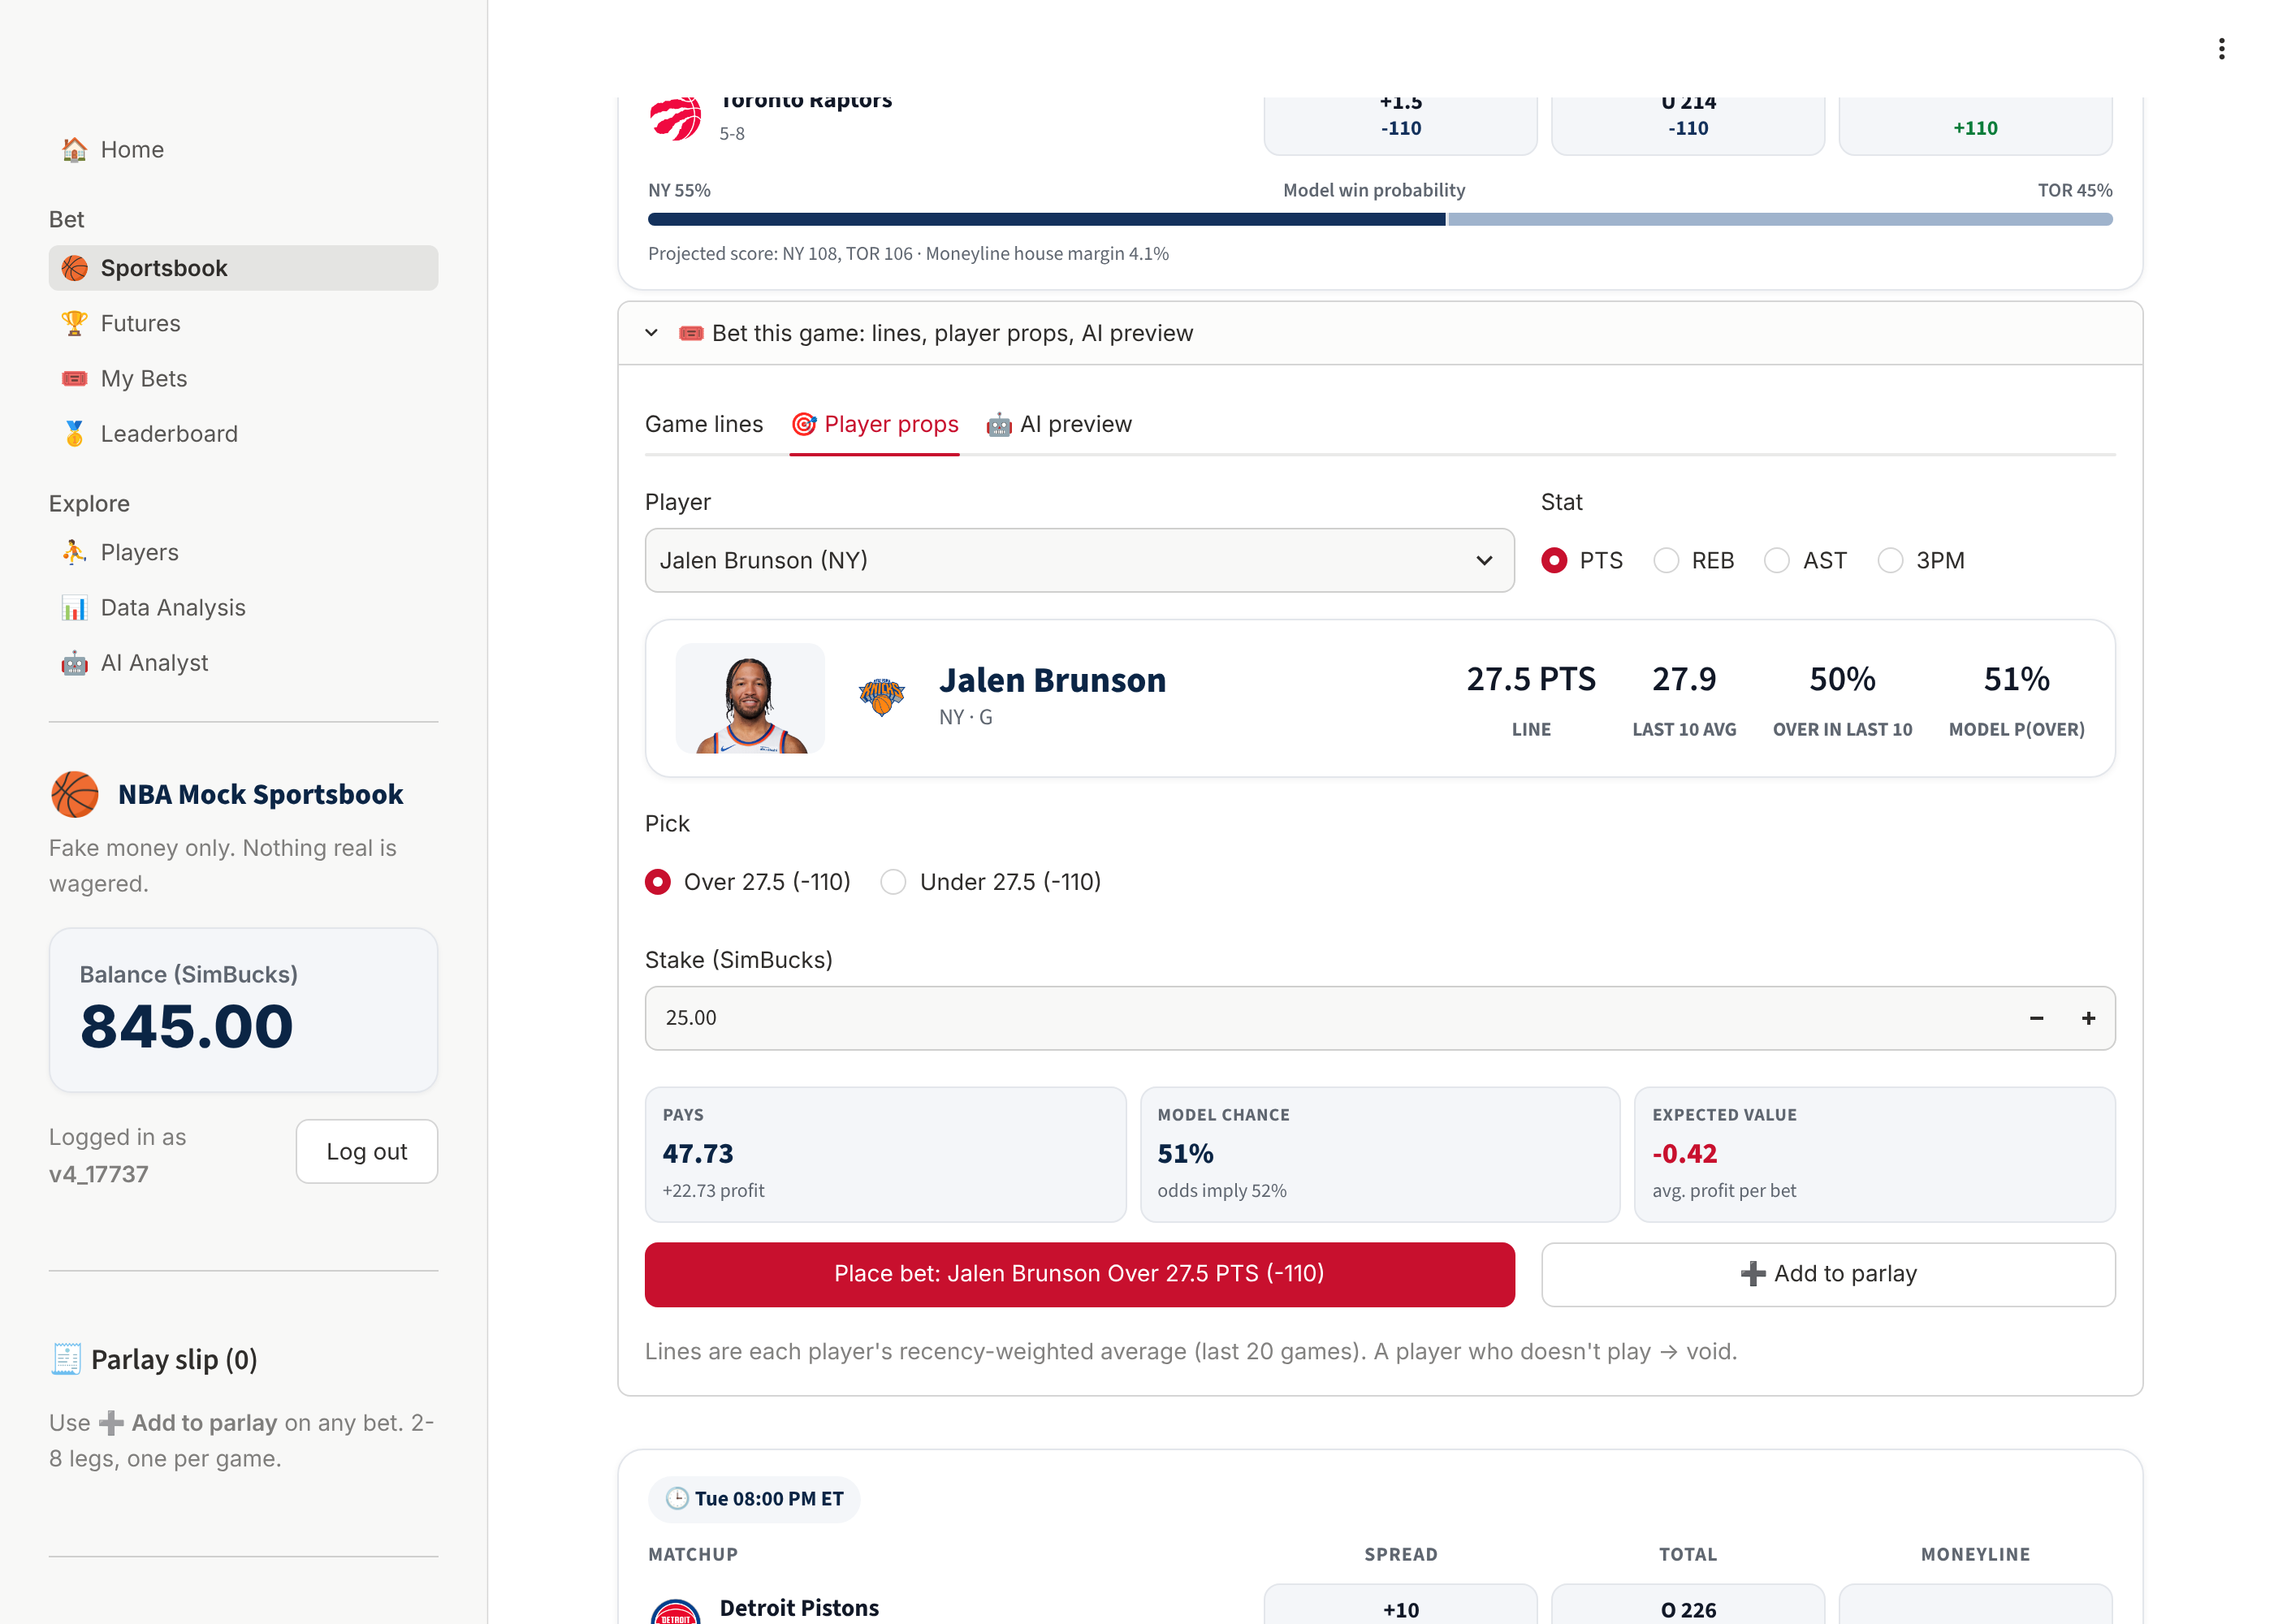 Home
Bet
Sportsbook
Futures
My Bets
Leaderboard
Explore
Players
Data Analysis
AI Analyst
NBA Mock Sportsbook
Fake money only. Nothing real is
wagered.
Balance (SimBucks)
845.00
Logged in as
v4_17737
Log out
Parlay slip (0)
Use ➕ Add to parlay on any bet. 2-
8 legs, one per game.
Toronto Raptors
5-8
+1.5
-110
U 214
-110
+110
NY 55%
Model win probability
TOR 45%
Projected score: NY 108, TOR 106 · Moneyline house margin 4.1%
Bet this game: lines, player props, AI preview
Game lines
Player props
AI preview
Player
Stat
Jalen Brunson (NY)
PTS
REB
AST
3PM
KNICKS
Jalen Brunson
NY · G
27.5 PTS
LINE
27.9
LAST 10 AVG
50%
OVER IN LAST 10
51%
MODEL P(OVER)
Pick
Over 27.5 (-110)
Under 27.5 (-110)
Stake (SimBucks)
25.00
PAYS
47.73
+22.73 profit
MODEL CHANCE
51%
odds imply 52%
EXPECTED VALUE
-0.42
avg. profit per bet
Place bet: Jalen Brunson Over 27.5 PTS (-110)
➕ Add to parlay
Lines are each player's recency-weighted average (last 20 games). A player who doesn't play → void.
Tue 08:00 PM ET
MATCHUP
SPREAD
TOTAL
MONEYLINE
DETROIT
Detroit Pistons
+10
O 226